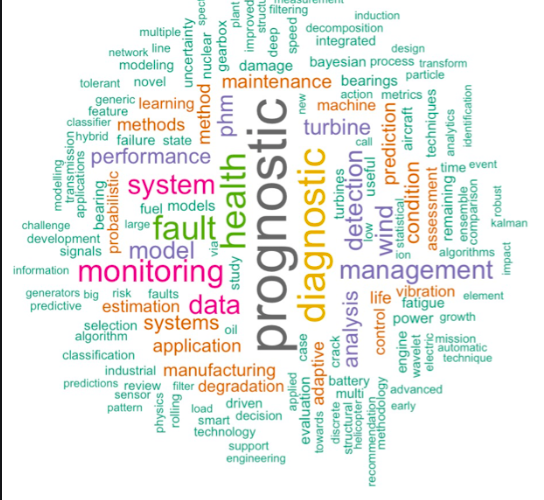 measurement
filtering
induction
decomposition
integrated
multiple
line
network
modeling
uncertainty
nuclear
gearbox
plant
improved
deep
speed
damage
bayesian
process
design
transform
particle
tolerant
novel
maintenance
bearings
generic
feature
learning
method
phm
new
machine
action
metrics
classifier
methods
turbine
call
prediction
aircraft
techniques
analytics
identification
hybrid
failure
state
performance
modelling
transmission
applications
bearing
probabilistic
system
health
prognostic
diagnostic
turbines
detection
useful
low
wind
statistical
condition
assessment
remaining
time
event
ensemble
comparison
robust
kalman
fuel
models
large
fault
challenge
development
signals
model
via
ion
algorithms
information
monitoring
study
management
impact
generators
big
risk
faults
data
predictive
estimation
analysis
life
vibration
fatigue
element
control
power
growth
selection
algorithm
systems
oil
classification
application
case
adaptive
crack
engine
wavelet
electric
mission
automatic
technique
industrial
manufacturing
predictions
review
filter
degradation
sensor
pattern
physics
rolling
load
driven
smart
decision
technology
applied
evaluation
towards
battery
multi
discrete
structural
helicopter
recommendation
methodology
advanced
early
support
engineering